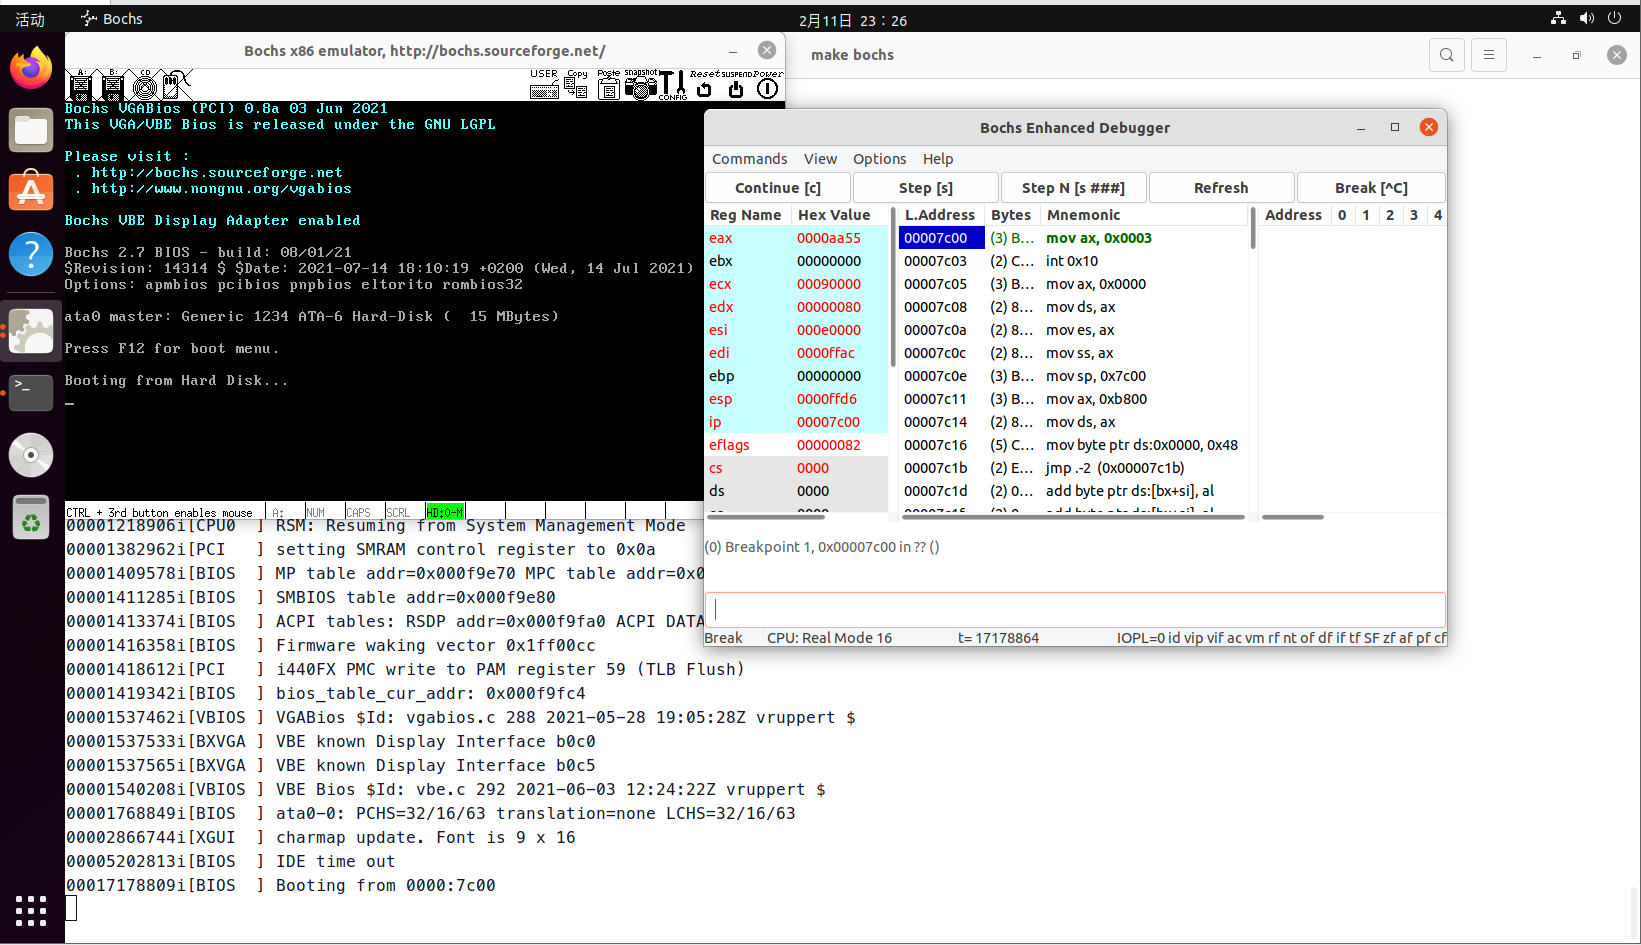 活动
Bochs
2月11日 23：26
Bochs x86 emulator, http://bochs.sourceforge.net/
make bochs
A:
B:
CD
USER
Copy
Paste
snapshot
CONFIG
Reset
SUSPEND
Power
Bochs VGABios (PCI) 0.8a 03 Jun 2021
This VGA/VBE Bios is released under the GNU LGPL
Please visit :
. http://bochs.sourceforge.net
. http://www.nongnu.org/vgabios
Bochs VBE Display Adapter enabled
Bochs 2.7 BIOS - build: 08/01/21
$Revision: 14314 $ $Date: 2021-07-14 18:10:19 +0200 (Wed, 14 Jul 2021)
Options: apmbios pcibios pnpbios eltorito rombios32
ata0 master: Generic 1234 ATA-6 Hard-Disk (  15 MBytes)
Press F12 for boot menu.
Booting from Hard Disk...
_
CTRL + 3rd button enables mouse A: NUM CAPS SCRL HD:0-M
Bochs Enhanced Debugger
Commands View Options Help
Continue [c] Step [s] Step N [s ###] Refresh Break [^C]
Reg Name Hex Value L.Address Bytes Mnemonic Address 0 1 2 3 4
eax 0000aa55 00007c00 (3) B... mov ax, 0x0003
ebx 00000000 00007c03 (2) C... int 0x10
ecx 00090000 00007c05 (3) B... mov ax, 0x0000
edx 00000080 00007c08 (2) 8... mov ds, ax
esi 000e0000 00007c0a (2) 8... mov es, ax
edi 0000ffac 00007c0c (2) 8... mov ss, ax
ebp 00000000 00007c0e (3) B... mov sp, 0x7c00
esp 0000ffd6 00007c11 (3) B... mov ax, 0xb800
ip 00007c00 00007c14 (2) 8... mov ds, ax
eflags 00000082 00007c16 (5) C... mov byte ptr ds:0x0000, 0x48
cs 0000 00007c1b (2) E... jmp .-2 (0x00007c1b)
ds 0000 00007c1d (2) 0... add byte ptr ds:[bx+si], al
(0) Breakpoint 1, 0x00007c00 in ?? ()
Break CPU: Real Mode 16 t= 17178864 IOPL=0 id vip vif ac vm rf nt of df if tf SF zf af pf cf
00001218906i[CPU0  ] RSM: Resuming from System Management Mode
00001382962i[PCI   ] setting SMRAM control register to 0x0a
00001409578i[BIOS  ] MP table addr=0x000f9e70 MPC table addr=0x0
00001411285i[BIOS  ] SMBIOS table addr=0x000f9e80
00001413374i[BIOS  ] ACPI tables: RSDP addr=0x000f9fa0 ACPI DATA
00001416358i[BIOS  ] Firmware waking vector 0x1ff00cc
00001418612i[PCI   ] i440FX PMC write to PAM register 59 (TLB Flush)
00001419342i[BIOS  ] bios_table_cur_addr: 0x000f9fc4
00001537462i[VBIOS ] VGABios $Id: vgabios.c 288 2021-05-28 19:05:28Z vruppert $
00001537533i[BXVGA ] VBE known Display Interface b0c0
00001537565i[BXVGA ] VBE known Display Interface b0c5
00001540208i[VBIOS ] VBE Bios $Id: vbe.c 292 2021-06-03 12:24:22Z vruppert $
00001768849i[BIOS  ] ata0-0: PCHS=32/16/63 translation=none LCHS=32/16/63
00002866744i[XGUI  ] charmap update. Font is 9 x 16
00005202813i[BIOS  ] IDE time out
00017178809i[BIOS  ] Booting from 0000:7c00